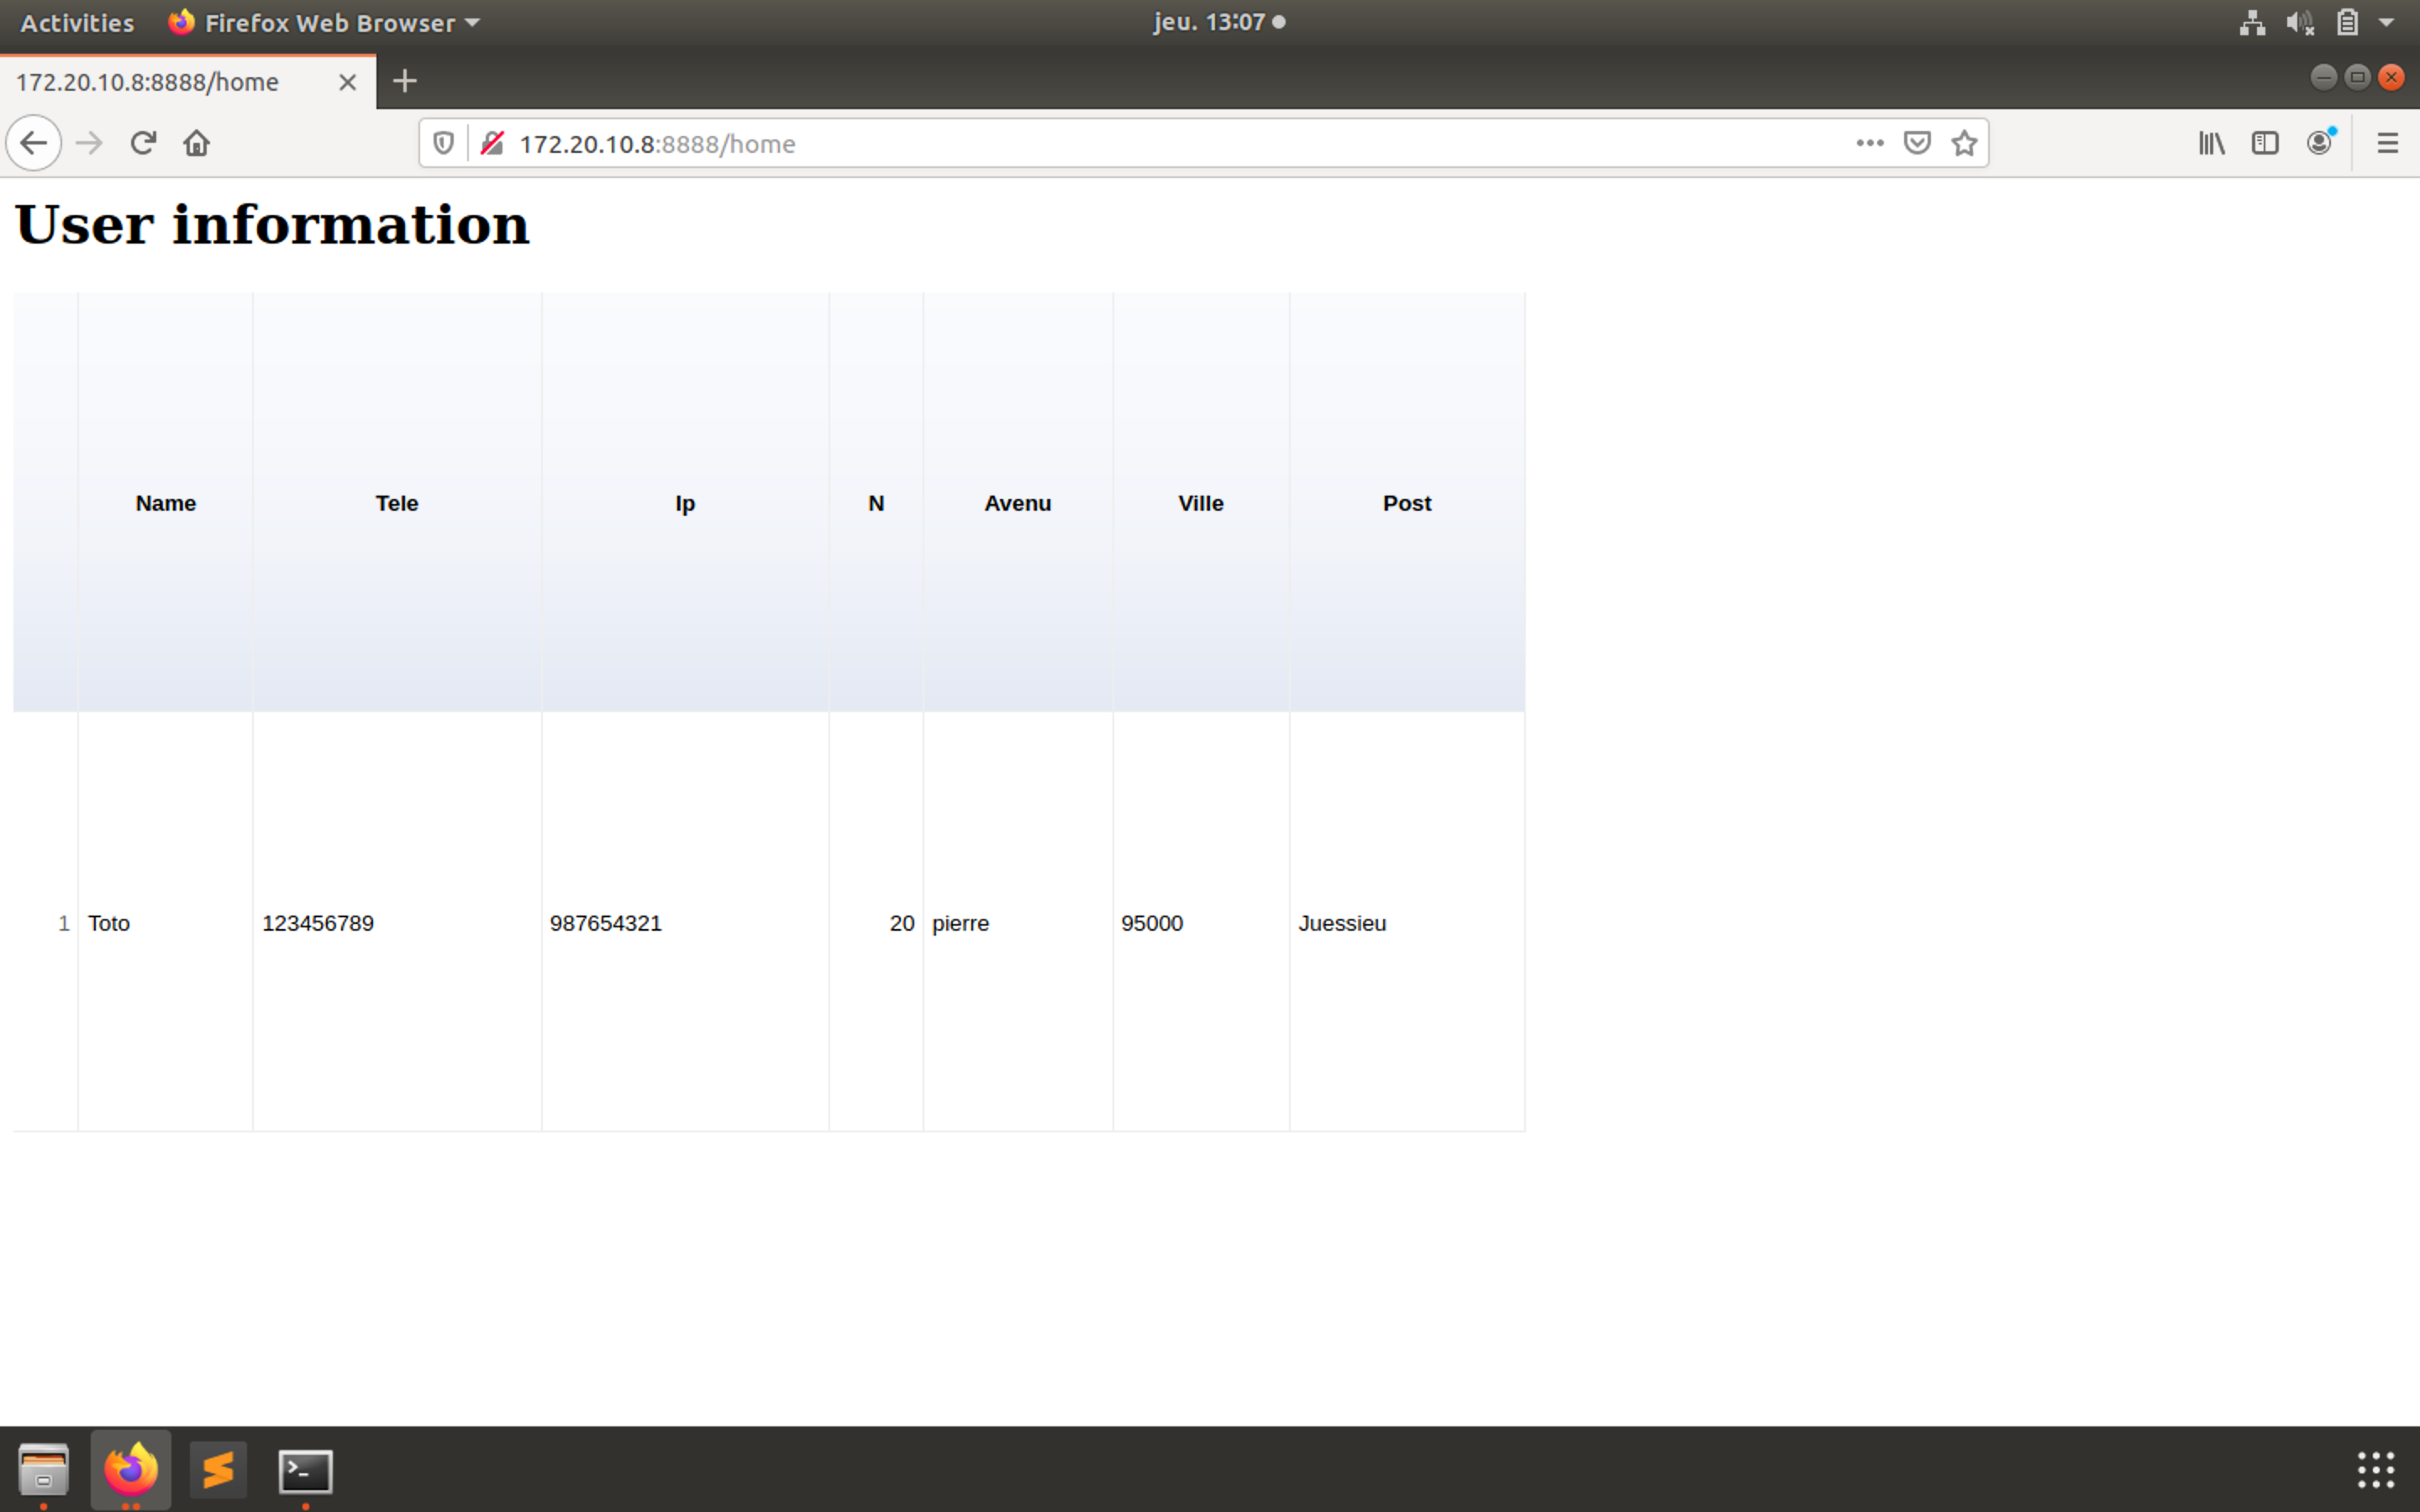 Activities Firefox Web Browser jeu. 13:07
172.20.10.8:8888/home
172.20.10.8:8888/home
User information
Name Tele Ip N Avenu Ville Post
1 Toto 123456789 987654321 20 pierre 95000 Juessieu